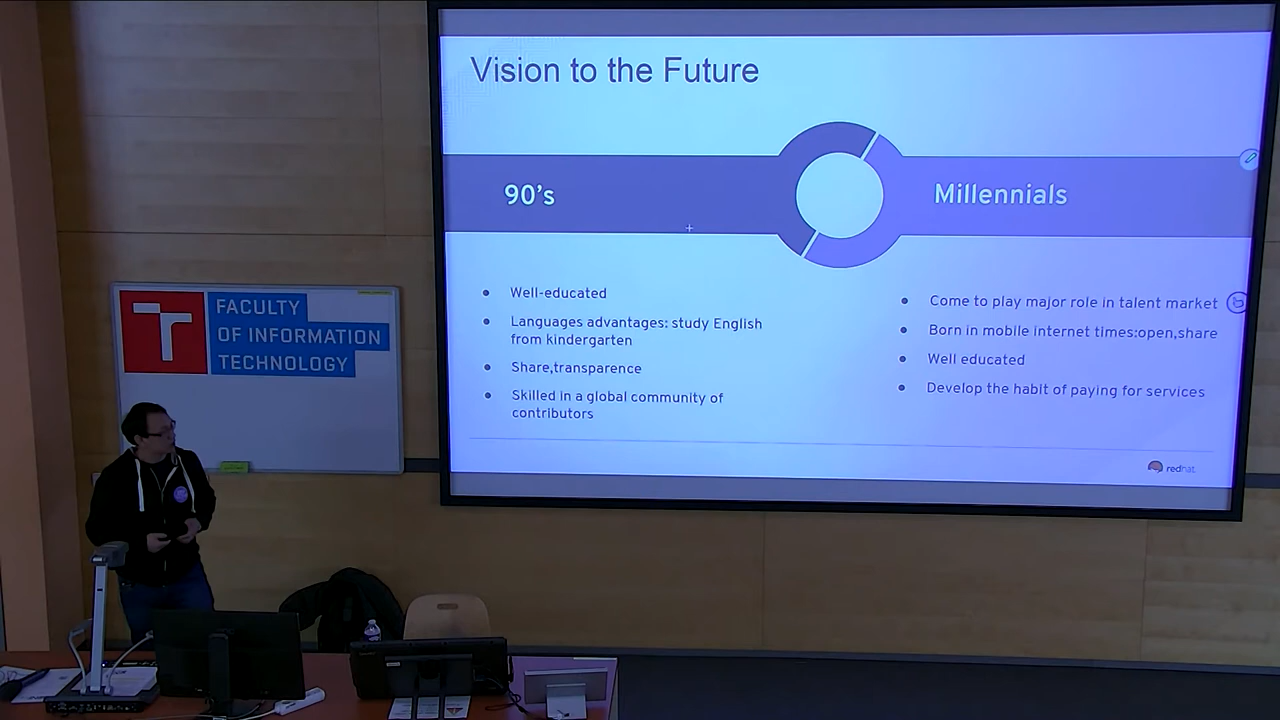 Vision to the Future
90's
Millennials
Well-educated
Languages advantages: study English
from kindergarten
Share,transparence
Skilled in a global community of
contributors
Come to play major role in talent market
Born in mobile internet times:open,share
Well educated
Develop the habit of paying for services
redhat.
T
FACULTY
OF INFORMATION
TECHNOLOGY